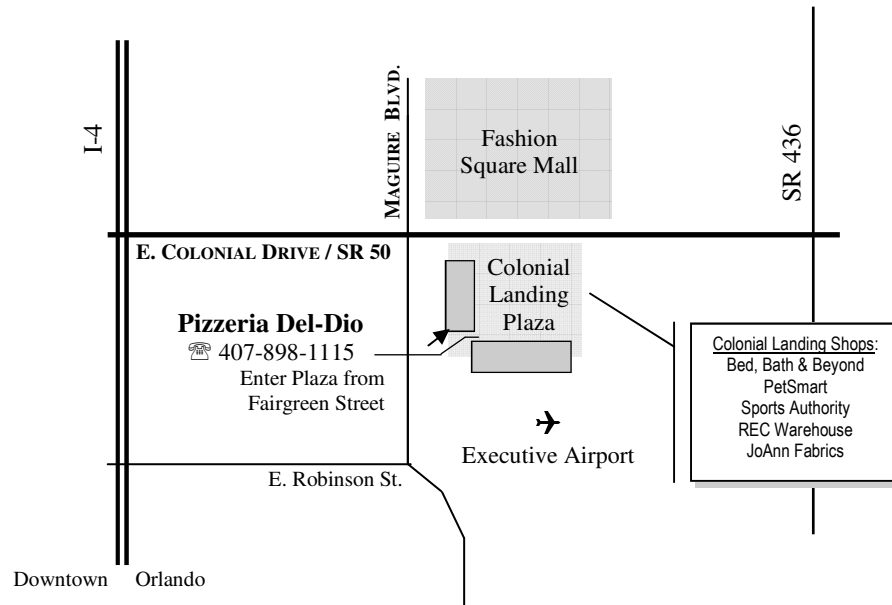 I-4
MAGUIRE BLVD.
Fashion
Square Mall
SR 436
E. COLONIAL DRIVE / SR 50
Colonial
Landing
Plaza
Pizzeria Del-Dio
☏ 407-898-1115
Enter Plaza from
Fairgreen Street
Colonial Landing Shops:
Bed, Bath & Beyond
PetSmart
Sports Authority
REC Warehouse
JoAnn Fabrics
Executive Airport
E. Robinson St.
Downtown Orlando